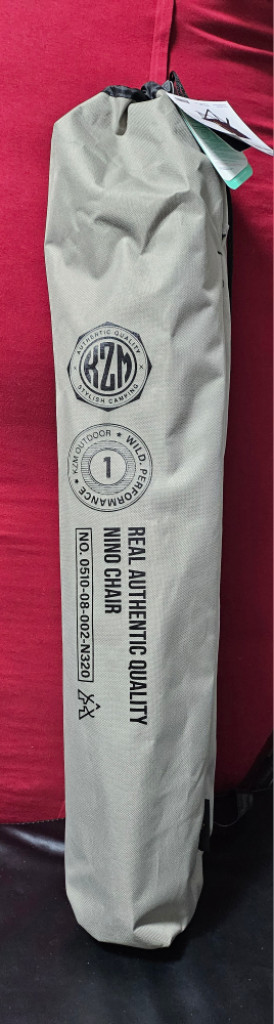 AUTHENTIC QUALITY
KZM
STYLISH CAMPING
KZM OUTDOOR ★ WILD. PERFORMANCE ★
1
REAL AUTHENTIC QUALITY
NINO CHAIR
NO. 0510-08-002-N320